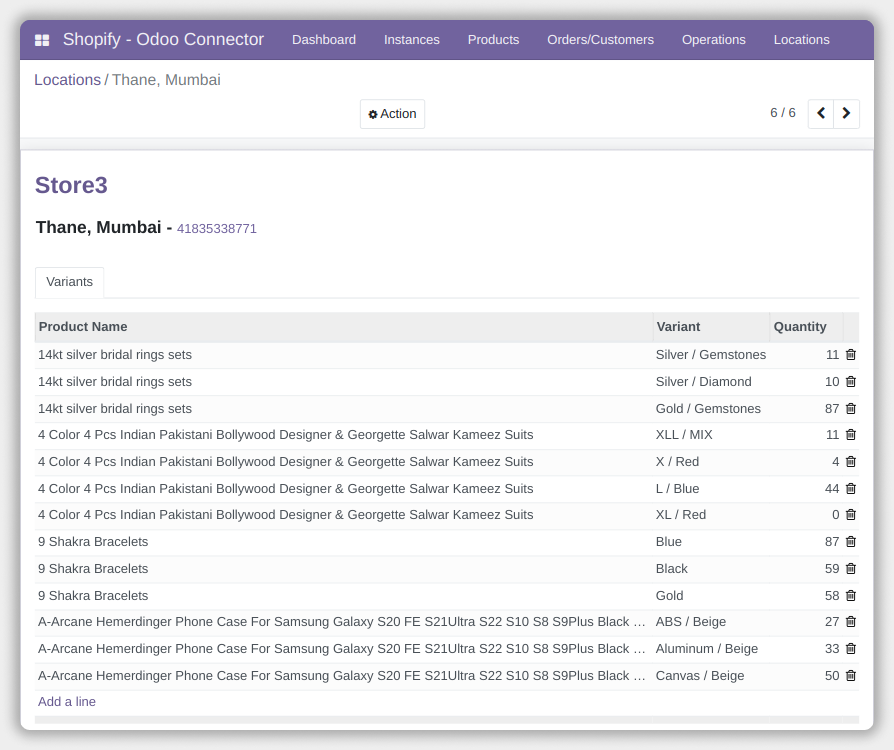 Shopify - Odoo Connector Dashboard Instances Products Orders/Customers Operations Locations
Locations / Thane, Mumbai
Action 6 / 6
Store3
Thane, Mumbai - 41835338771
Variants
Product Name Variant Quantity
14kt silver bridal rings sets Silver / Gemstones 11
14kt silver bridal rings sets Silver / Diamond 10
14kt silver bridal rings sets Gold / Gemstones 87
4 Color 4 Pcs Indian Pakistani Bollywood Designer & Georgette Salwar Kameez Suits XLL / MIX 11
4 Color 4 Pcs Indian Pakistani Bollywood Designer & Georgette Salwar Kameez Suits X / Red 4
4 Color 4 Pcs Indian Pakistani Bollywood Designer & Georgette Salwar Kameez Suits L / Blue 44
4 Color 4 Pcs Indian Pakistani Bollywood Designer & Georgette Salwar Kameez Suits XL / Red 0
9 Shakra Bracelets Blue 87
9 Shakra Bracelets Black 59
9 Shakra Bracelets Gold 58
A-Arcane Hemerdinger Phone Case For Samsung Galaxy S20 FE S21Ultra S22 S10 S8 S9Plus Black ... ABS / Beige 27
A-Arcane Hemerdinger Phone Case For Samsung Galaxy S20 FE S21Ultra S22 S10 S8 S9Plus Black ... Aluminum / Beige 33
A-Arcane Hemerdinger Phone Case For Samsung Galaxy S20 FE S21Ultra S22 S10 S8 S9Plus Black ... Canvas / Beige 50
Add a line